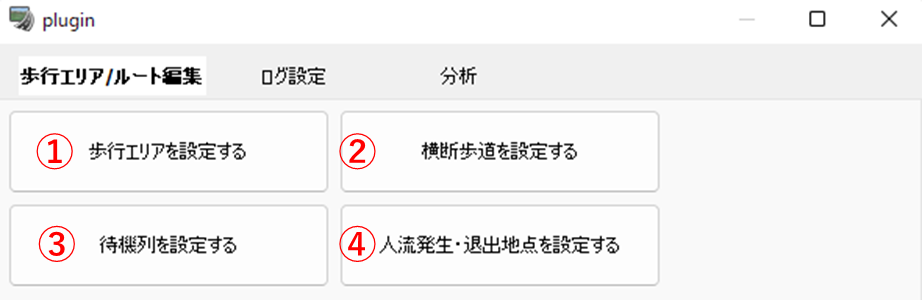 plugin
歩行エリア/ルート編集 ログ設定 分析
① 歩行エリアを設定する ② 横断歩道を設定する
③ 待機列を設定する ④ 人流発生・退出地点を設定する